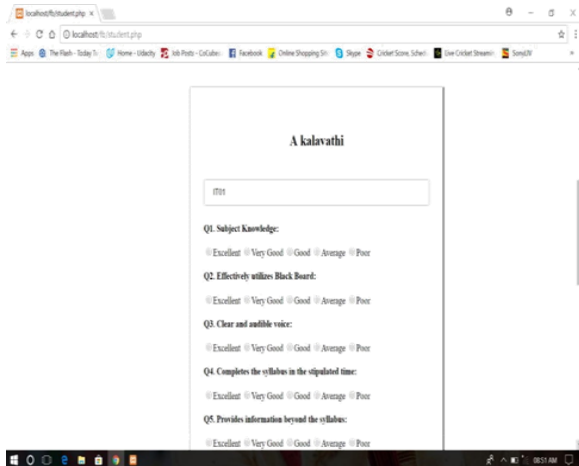 localhost/fb/student.php
localhost/fb/student.php
Apps The Flash - Today Home - Udacity Job Posts - CoCubes Facebook Online Shopping Skype Cricket Score, Live Cricket SonyLIV
A kalavathi
IT01
Q1. Subject Knowledge:
Excellent Very Good Good Average Poor
Q2. Effectively utilizes Black Board:
Excellent Very Good Good Average Poor
Q3. Clear and audible voice:
Excellent Very Good Good Average Poor
Q4. Completes the syllabus in the stipulated time:
Excellent Very Good Good Average Poor
Q5. Provides information beyond the syllabus:
Excellent Very Good Good Average Poor
08:51 AM